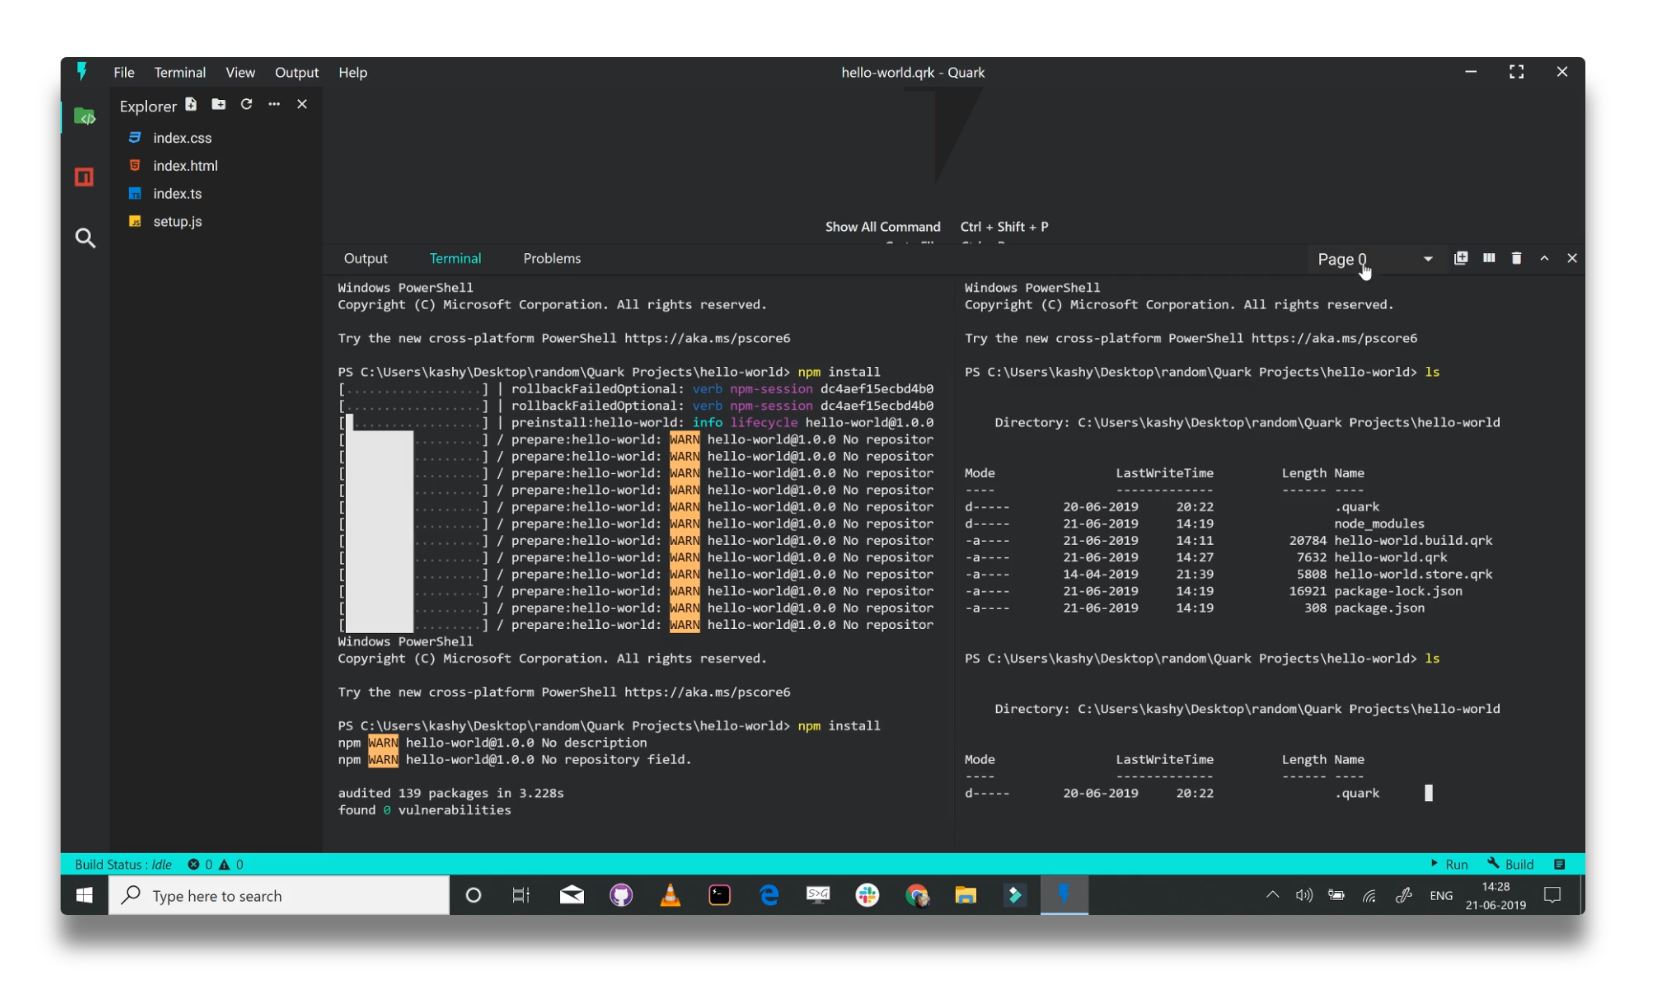 File Terminal View Output Help
hello-world.qrk - Quark
Explorer
index.css
index.html
index.ts
setup.js
Show All Command Ctrl + Shift + P
Output Terminal Problems
Page 0
Windows PowerShell
Copyright (C) Microsoft Corporation. All rights reserved.
Try the new cross-platform PowerShell https://aka.ms/pscore6
PS C:\Users\kashy\Desktop\random\Quark Projects\hello-world> npm install
[..................] | rollbackFailedOptional: verb npm-session dc4aef15ecbd4b0
[..................] | rollbackFailedOptional: verb npm-session dc4aef15ecbd4b0
[ .................] | preinstall:hello-world: info lifecycle hello-world@1.0.0
[ .........] / prepare:hello-world: WARN hello-world@1.0.0 No repositor
[ .........] / prepare:hello-world: WARN hello-world@1.0.0 No repositor
[ .........] / prepare:hello-world: WARN hello-world@1.0.0 No repositor
[ .........] / prepare:hello-world: WARN hello-world@1.0.0 No repositor
[ .........] / prepare:hello-world: WARN hello-world@1.0.0 No repositor
[ .........] / prepare:hello-world: WARN hello-world@1.0.0 No repositor
[ .........] / prepare:hello-world: WARN hello-world@1.0.0 No repositor
[ .........] / prepare:hello-world: WARN hello-world@1.0.0 No repositor
[ .........] / prepare:hello-world: WARN hello-world@1.0.0 No repositor
[ .........] / prepare:hello-world: WARN hello-world@1.0.0 No repositor
[ .........] / prepare:hello-world: WARN hello-world@1.0.0 No repositor
[ .........] / prepare:hello-world: WARN hello-world@1.0.0 No repositor
Windows PowerShell
Copyright (C) Microsoft Corporation. All rights reserved.
Try the new cross-platform PowerShell https://aka.ms/pscore6
PS C:\Users\kashy\Desktop\random\Quark Projects\hello-world> npm install
npm WARN hello-world@1.0.0 No description
npm WARN hello-world@1.0.0 No repository field.
audited 139 packages in 3.228s
found 0 vulnerabilities
Windows PowerShell
Copyright (C) Microsoft Corporation. All rights reserved.
Try the new cross-platform PowerShell https://aka.ms/pscore6
PS C:\Users\kashy\Desktop\random\Quark Projects\hello-world> ls
Directory: C:\Users\kashy\Desktop\random\Quark Projects\hello-world
Mode LastWriteTime Length Name
---- ------------- ------ ----
d----- 20-06-2019 20:22 .quark
d----- 21-06-2019 14:19 node_modules
-a---- 21-06-2019 14:11 20784 hello-world.build.qrk
-a---- 21-06-2019 14:27 7632 hello-world.qrk
-a---- 14-04-2019 21:39 5808 hello-world.store.qrk
-a---- 21-06-2019 14:19 16921 package-lock.json
-a---- 21-06-2019 14:19 308 package.json
PS C:\Users\kashy\Desktop\random\Quark Projects\hello-world> ls
Directory: C:\Users\kashy\Desktop\random\Quark Projects\hello-world
Mode LastWriteTime Length Name
---- ------------- ------ ----
d----- 20-06-2019 20:22 .quark
Build Status : Idle 0 0
Run Build
Type here to search
ENG
14:28
21-06-2019